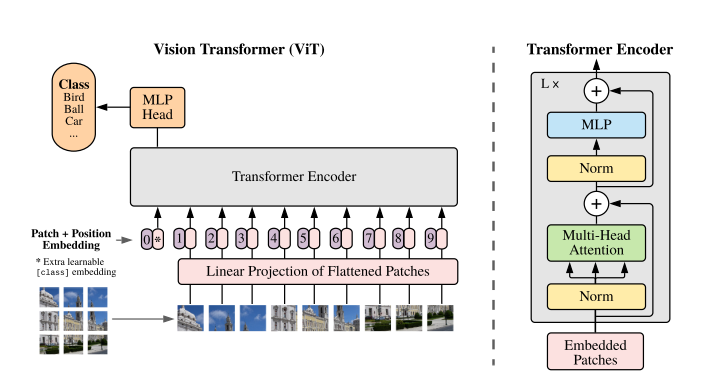 Vision Transformer (ViT)
Class
Bird
Ball
Car
...
MLP
Head
Transformer Encoder
Patch + Position
Embedding
0 * 1 2 3 4 5 6 7 8 9
* Extra learnable
[class] embedding
Linear Projection of Flattened Patches
Transformer Encoder
L ×
+
MLP
Norm
+
Multi-Head
Attention
Norm
Embedded
Patches